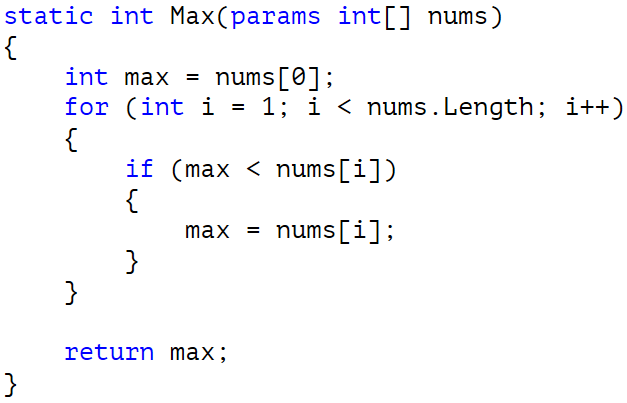 static int Max(params int[] nums)
{
    int max = nums[0];
    for (int i = 1; i < nums.Length; i++)
    {
        if (max < nums[i])
        {
            max = nums[i];
        }
    }

    return max;
}